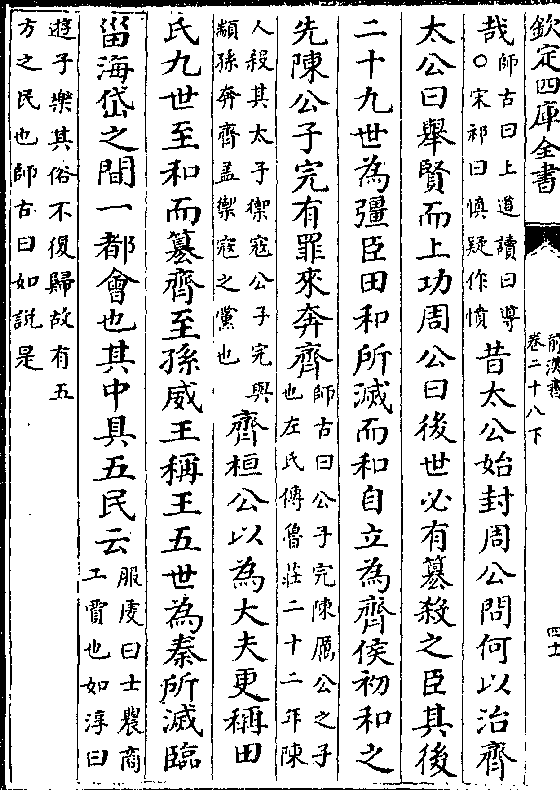 欽定四庫全書
前漢書
卷二十八下
四十
哉師古曰上道讀曰導
○宋祁曰慎疑作憤昔太公始封周公問何以治齊
太公曰舉賢而上功周公曰後世必有簒殺之臣其後
二十九世為彊臣田和所滅而和自立為齊侯初和之
先陳公子完有罪來奔齊師古曰公子完陳厲公之子
也左氏傳魯莊二十二年陳
人殺其太子禦寇公子完與
顓孫奔齊盖禦寇之黨也齊桓公以為大夫更稱田
氏九世至和而簒齊至孫威王稱王五世為秦所滅臨
甾海岱之間一都會也其中具五民云服虔曰士農商
工賈也如淳曰
遊子樂其俗不復歸故有五
方之民也師古曰如說是